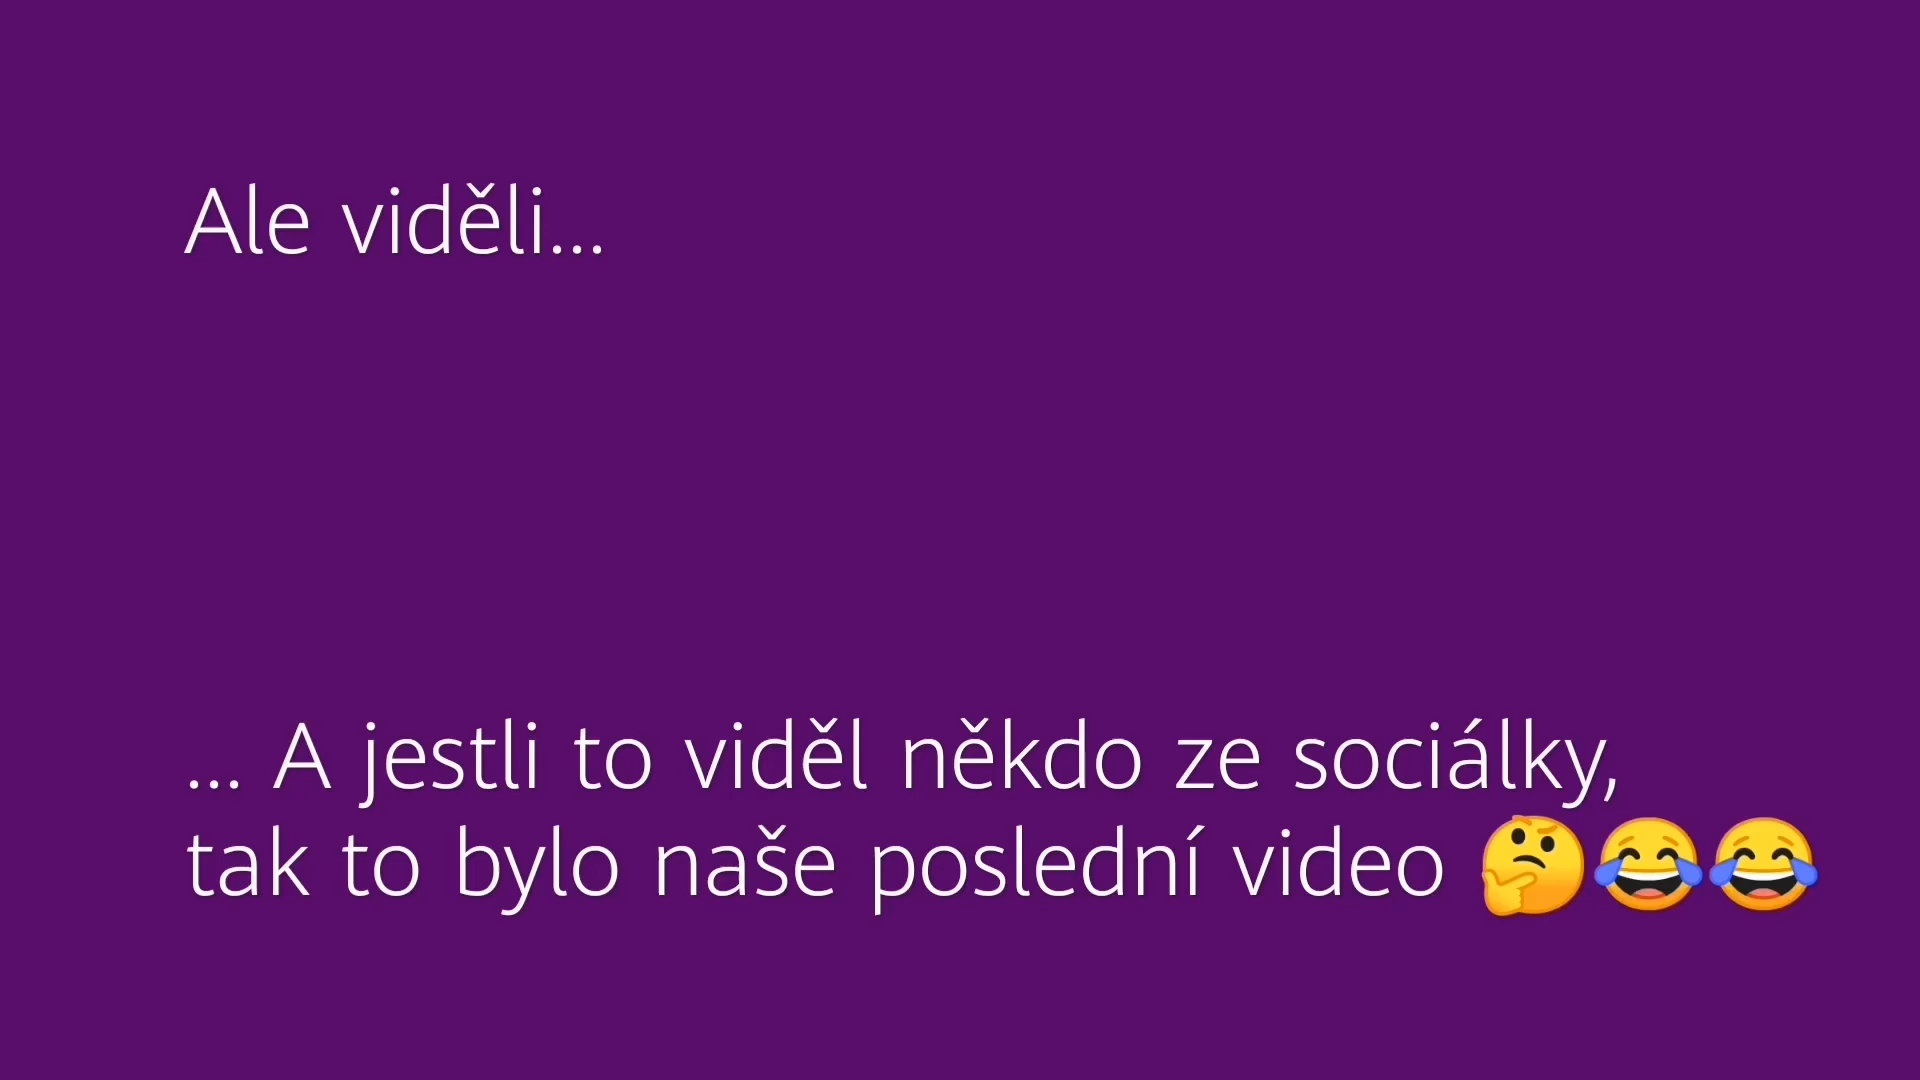 Ale viděli...
... A jestli to viděl někdo ze sociálky,
tak to bylo naše poslední video 🤔😂😂